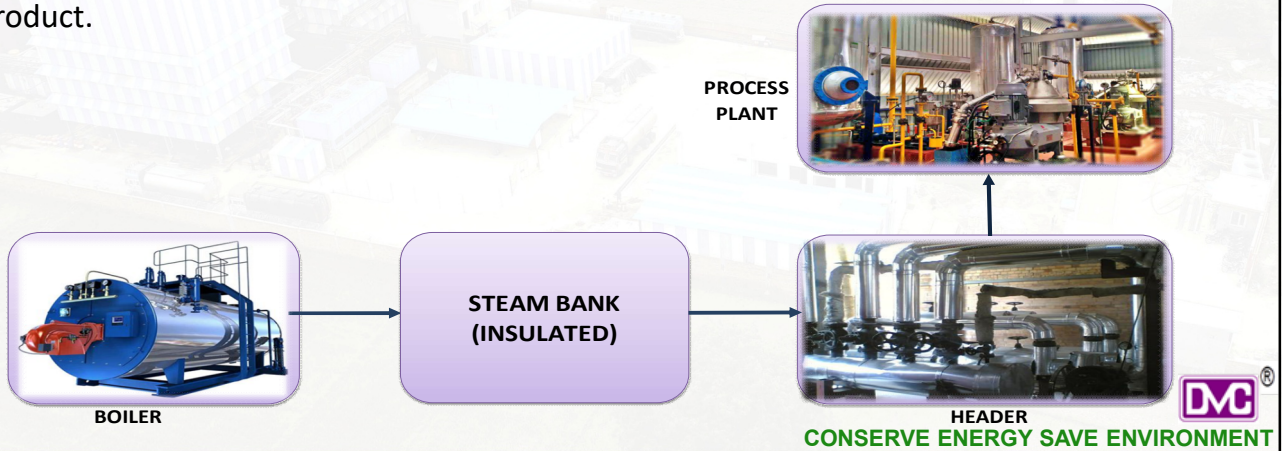 roduct.
PROCESS
PLANT
STEAM BANK
(INSULATED)
BOILER
HEADER
DMC ®
CONSERVE ENERGY SAVE ENVIRONMENT